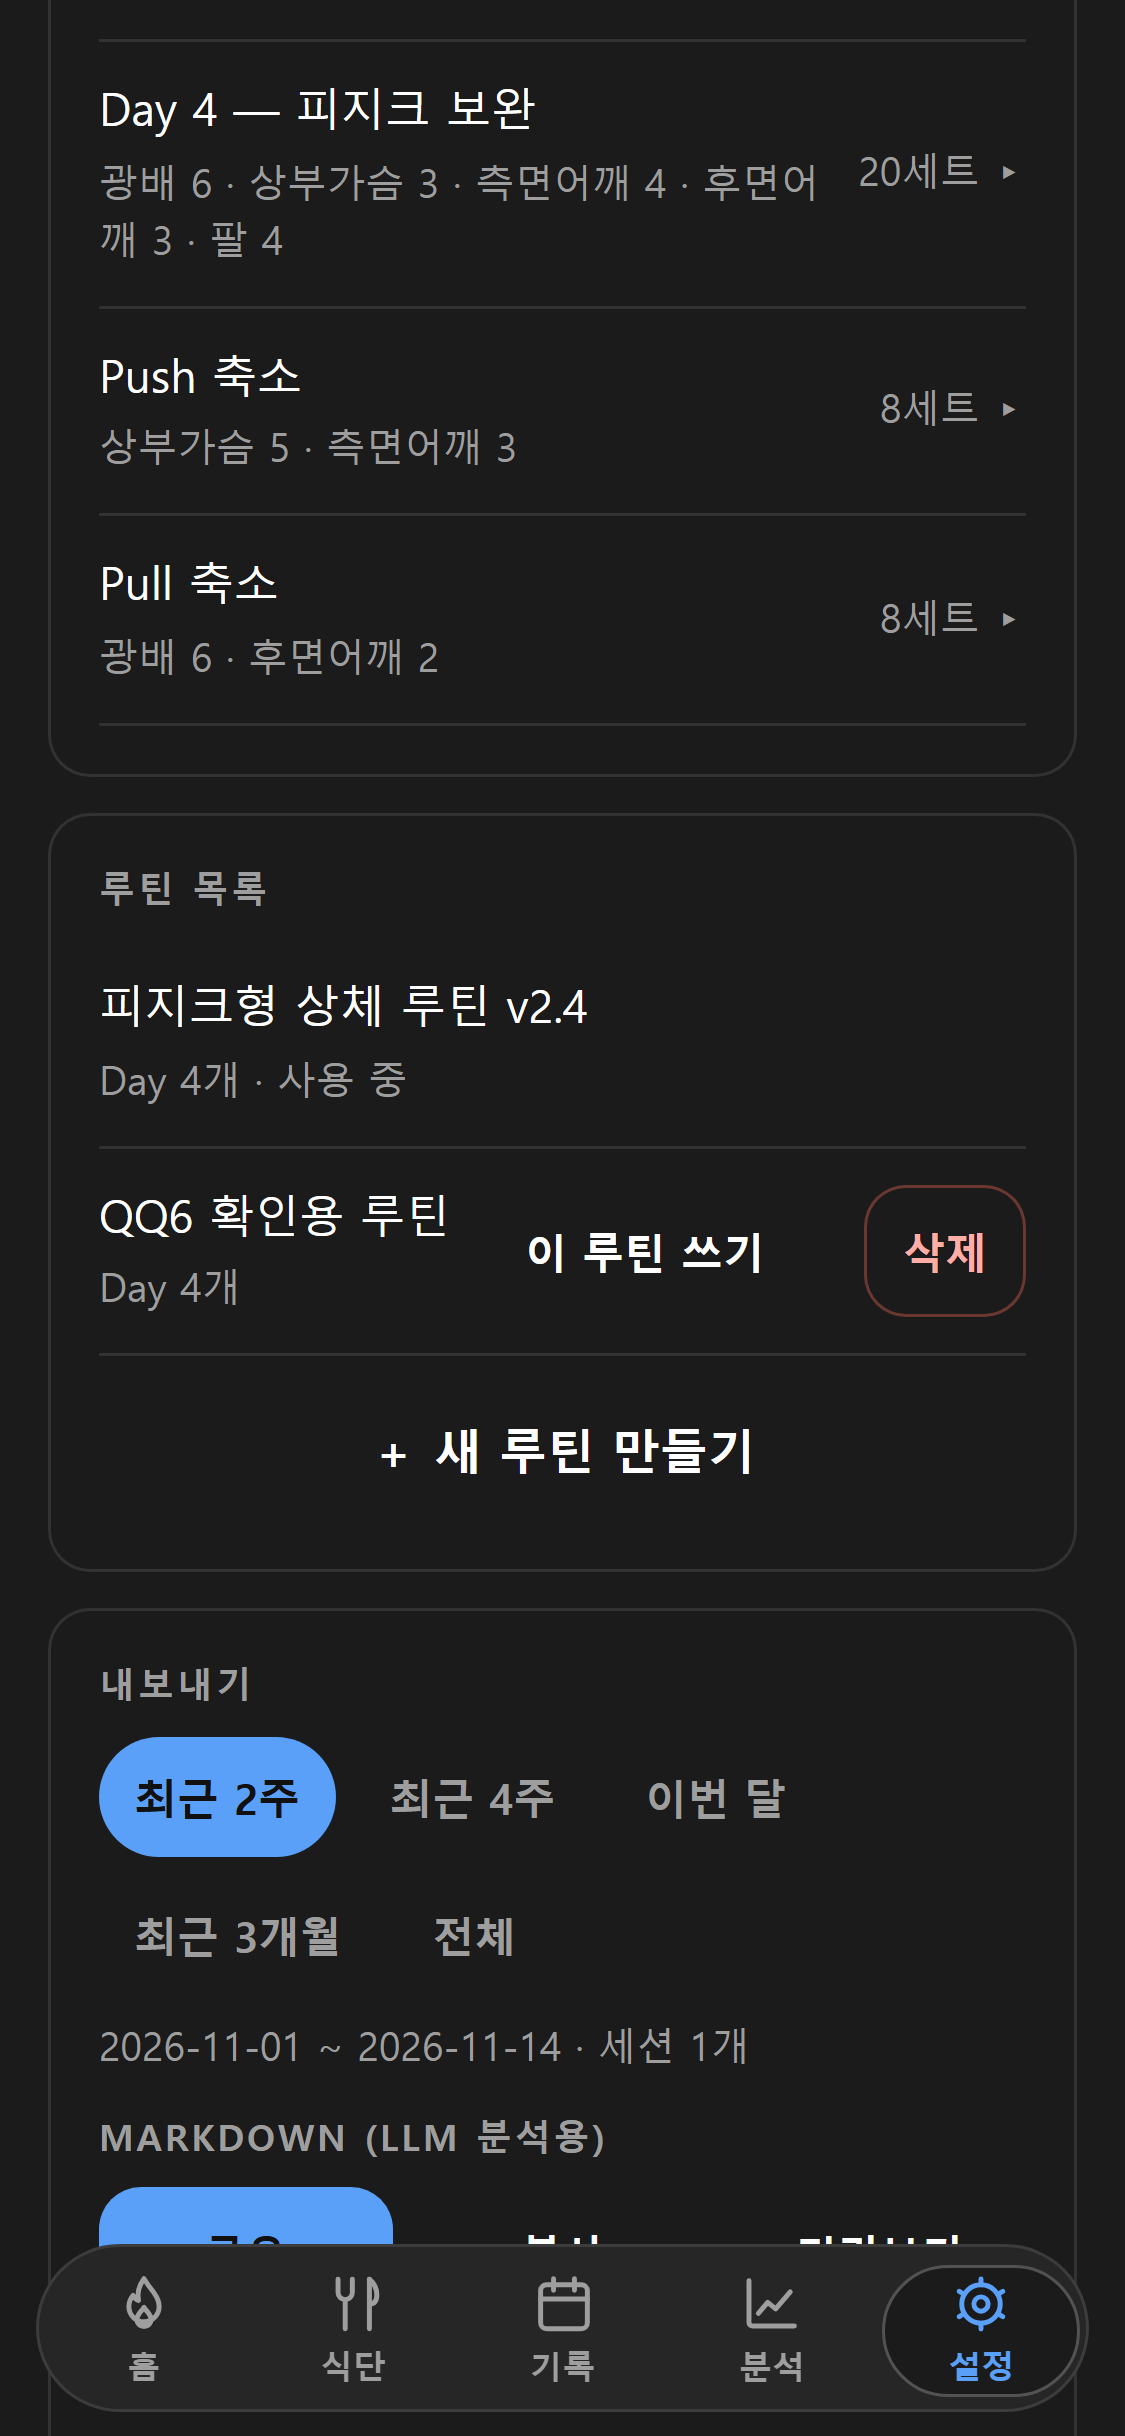 Day 4 — 피지크 보완
광배 6 · 상부가슴 3 · 측면어깨 4 · 후면어
깨 3 · 팔 4
20세트 ▸
Push 축소
상부가슴 5 · 측면어깨 3
8세트 ▸
Pull 축소
광배 6 · 후면어깨 2
8세트 ▸
루틴 목록
피지크형 상체 루틴 v2.4
Day 4개 · 사용 중
QQ6 확인용 루틴
Day 4개
이 루틴 쓰기
삭제
+ 새 루틴 만들기
내보내기
최근 2주
최근 4주
이번 달
최근 3개월
전체
2026-11-01 ~ 2026-11-14 · 세션 1개
MARKDOWN (LLM 분석용)
홈
식단
기록
분석
설정